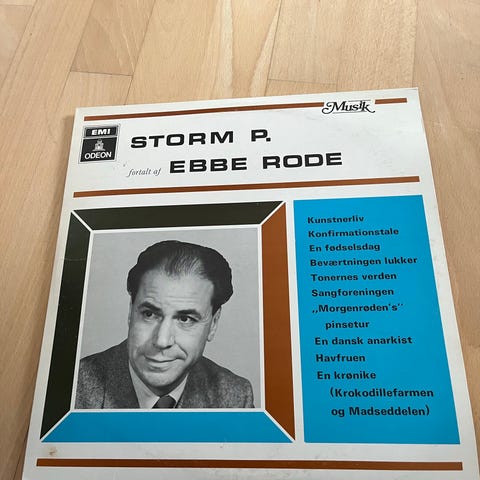 Musik
EMI
ODEON
STORM P.
fortalt af EBBE RODE
Kunstnerliv
Konfirmationstale
En fødselsdag
Beværtningen lukker
Tonernes verden
Sangforeningen
„Morgenrøden's"
pinsetur
En dansk anarkist
Havfruen
En krønike
(Krokodillefarmen
og Madseddelen)